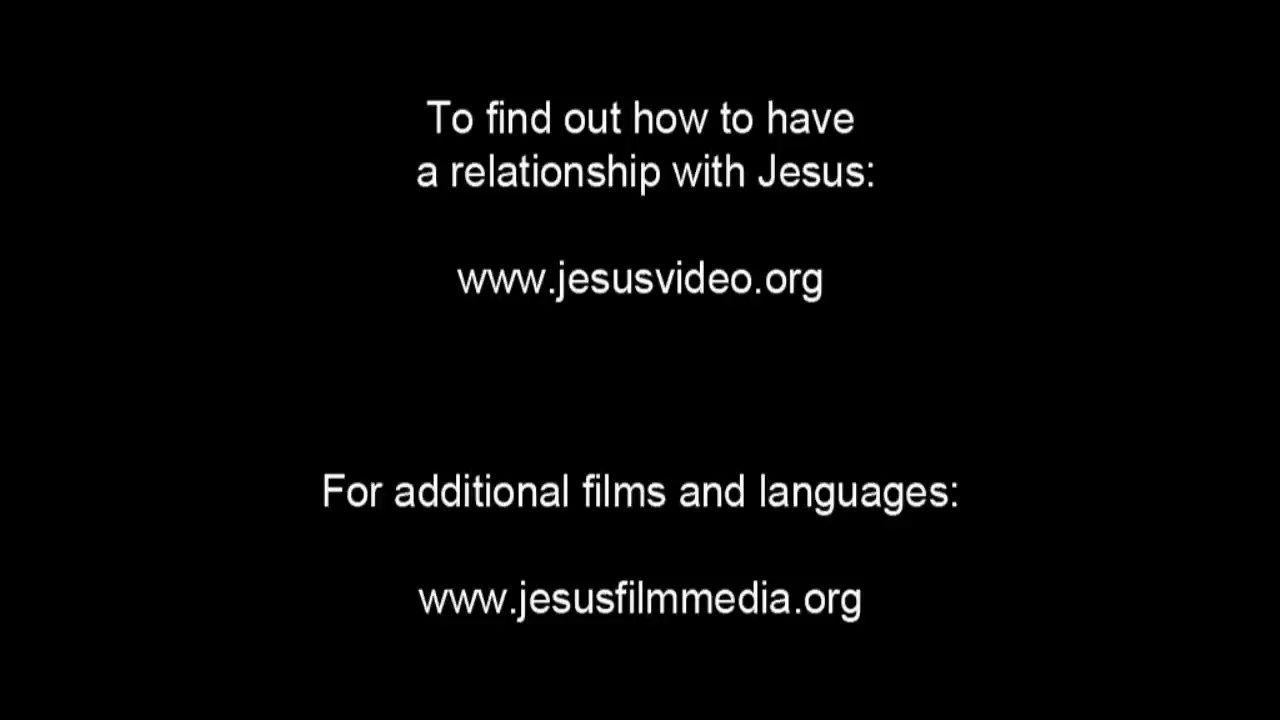 To find out how to have
a relationship with Jesus:
www.jesusvideo.org
For additional films and languages:
www.jesusfilmmedia.org